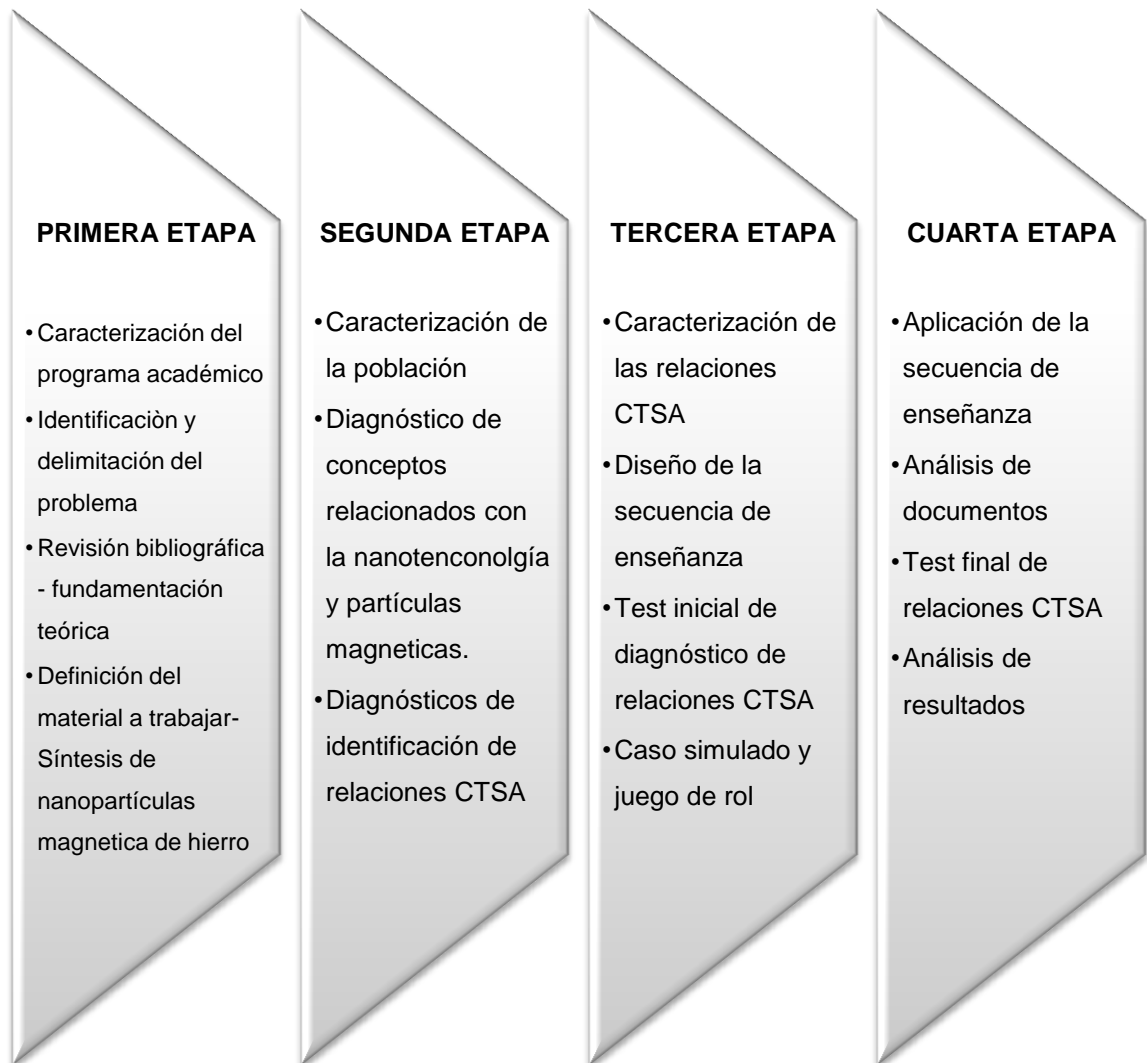 PRIMERA ETAPA
• Caracterización del
programa académico
• Identificaciòn y
delimitación del
problema
• Revisión bibliográfica
- fundamentación
teórica
• Definición del
material a trabajar-
Síntesis de
nanopartículas
magnetica de hierro
SEGUNDA ETAPA
• Caracterización de
la población
• Diagnóstico de
conceptos
relacionados con
la nanotenconolgía
y partículas
magneticas.
• Diagnósticos de
identificación de
relaciones CTSA
TERCERA ETAPA
• Caracterización de
las relaciones
CTSA
• Diseño de la
secuencia de
enseñanza
• Test inicial de
diagnóstico de
relaciones CTSA
• Caso simulado y
juego de rol
CUARTA ETAPA
• Aplicación de la
secuencia de
enseñanza
• Análisis de
documentos
• Test final de
relaciones CTSA
• Análisis de
resultados